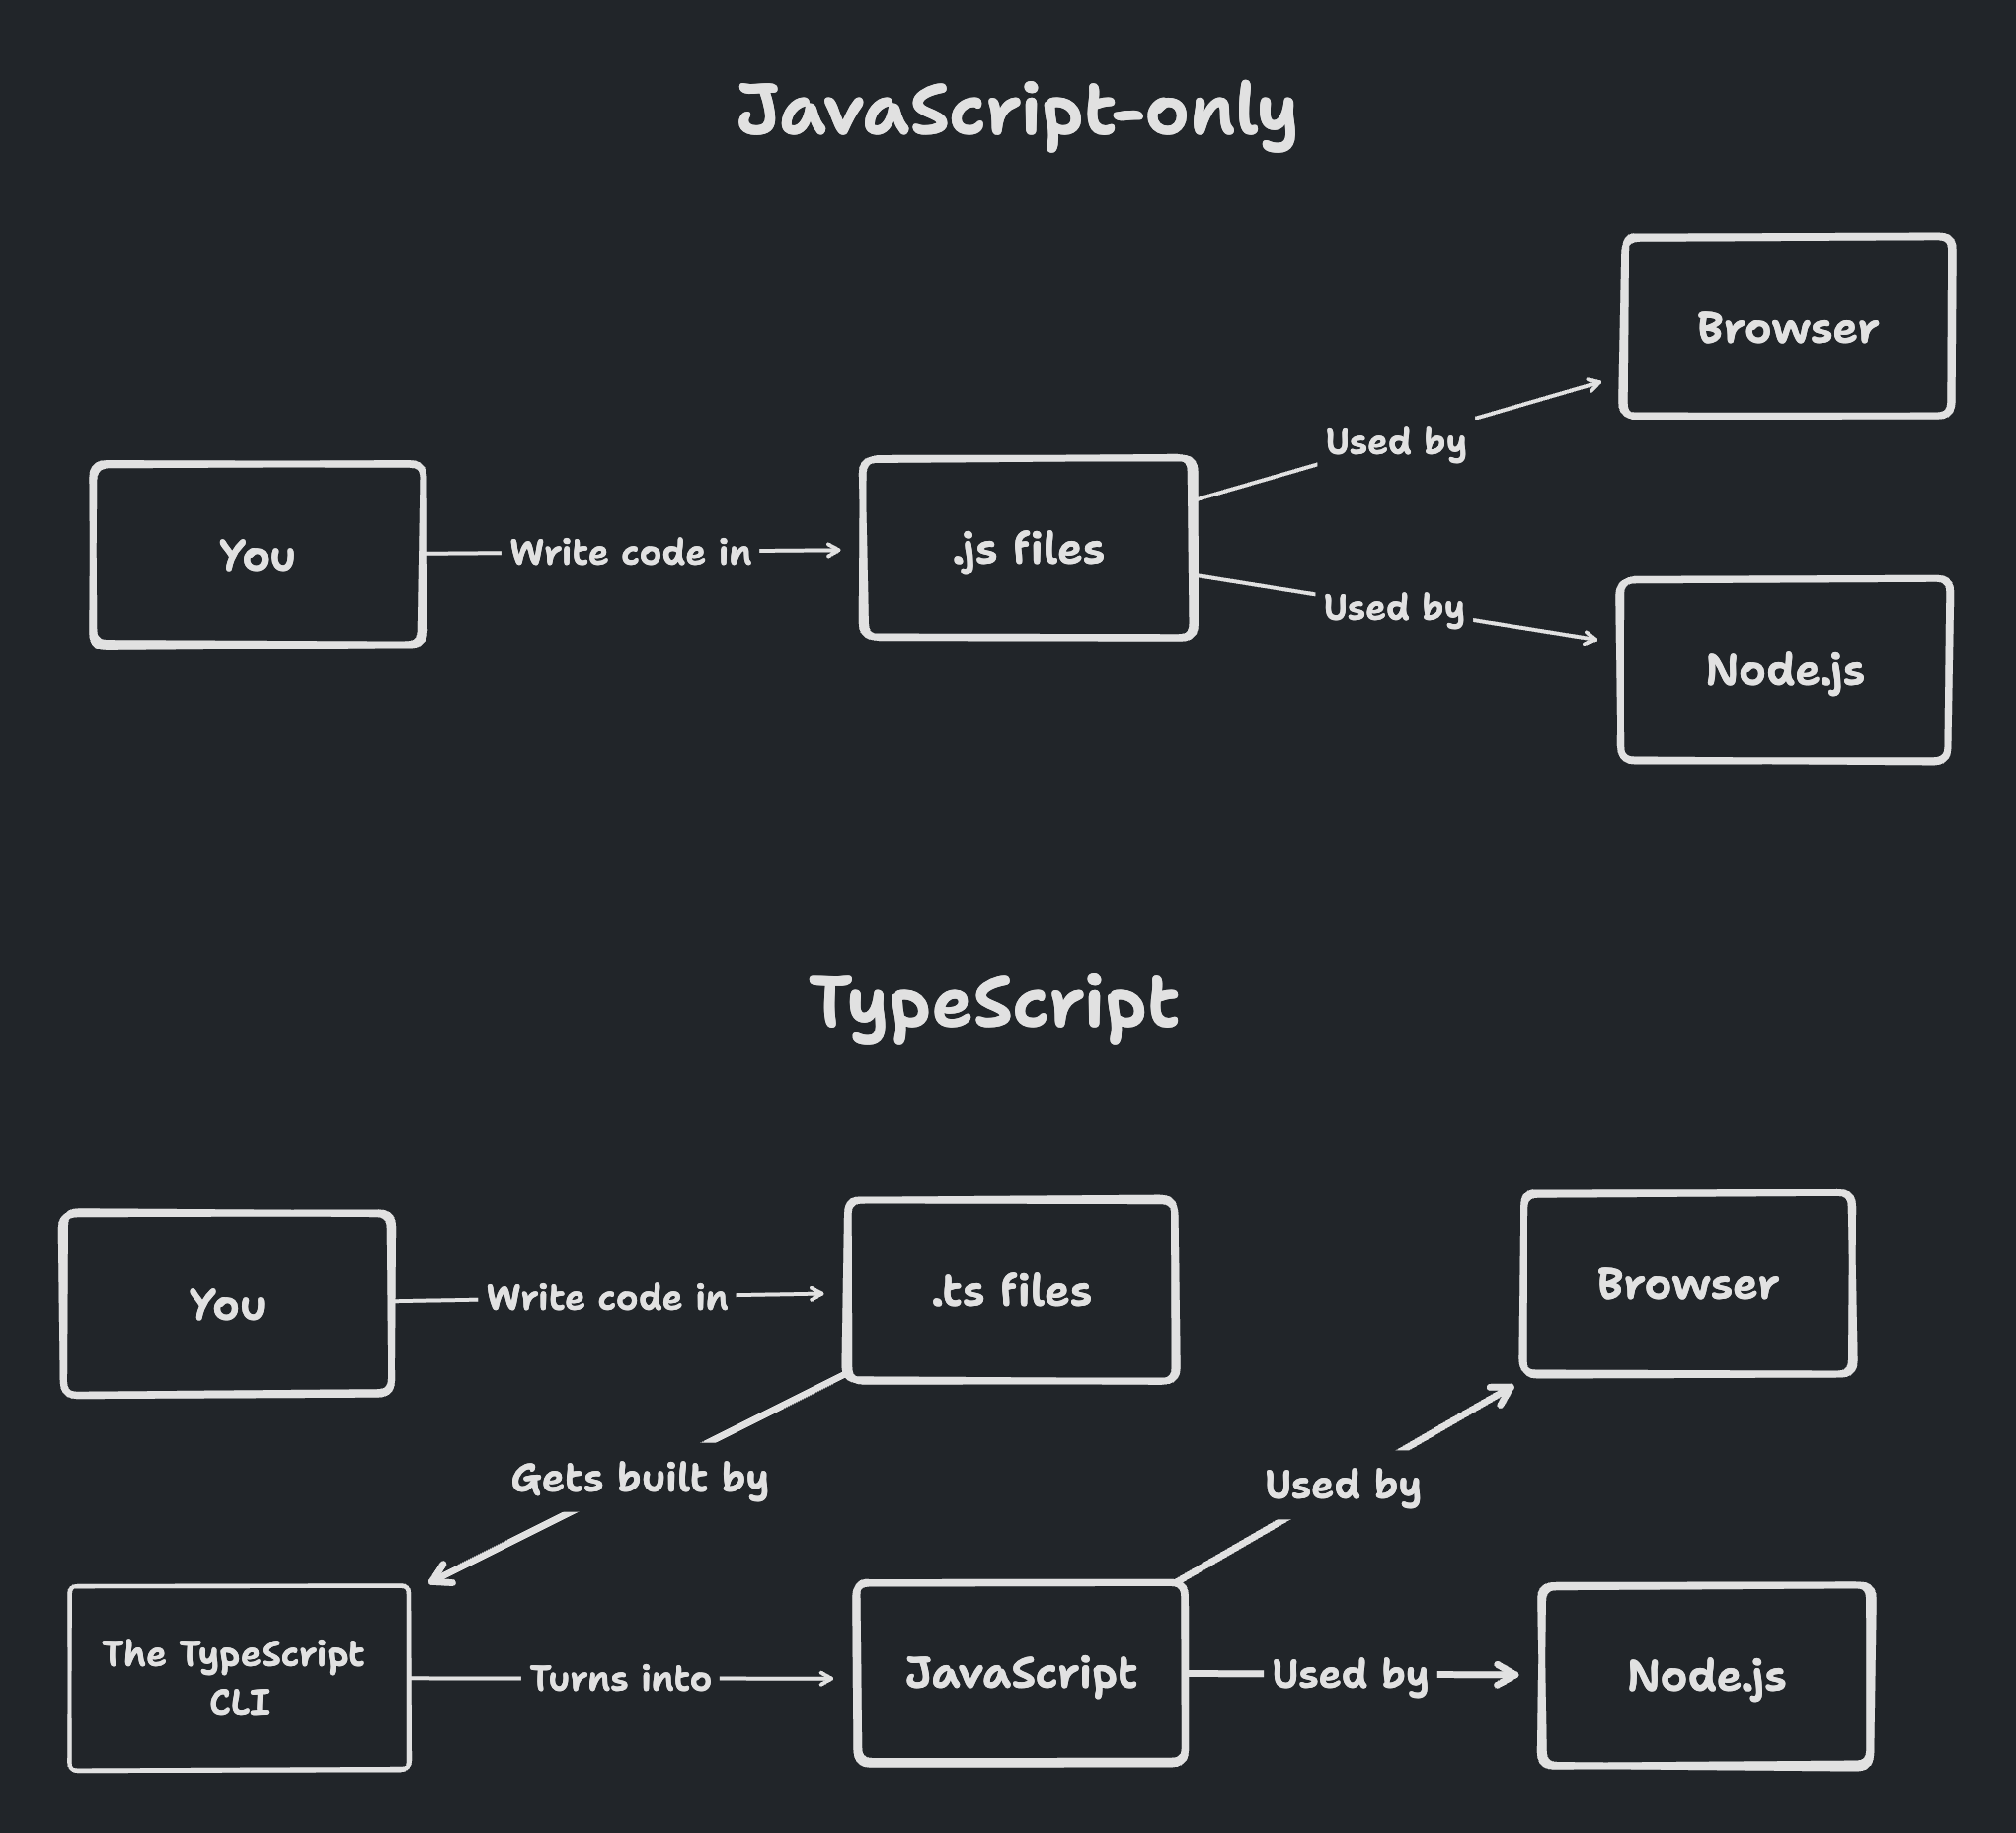 JavaScript-only
Browser
Used by
You
Write code in
.js files
Used by
Node.js
TypeScript
You
Write code in
.ts files
Browser
Gets built by
Used by
The TypeScript
CLI
Turns into
JavaScript
Used by
Node.js